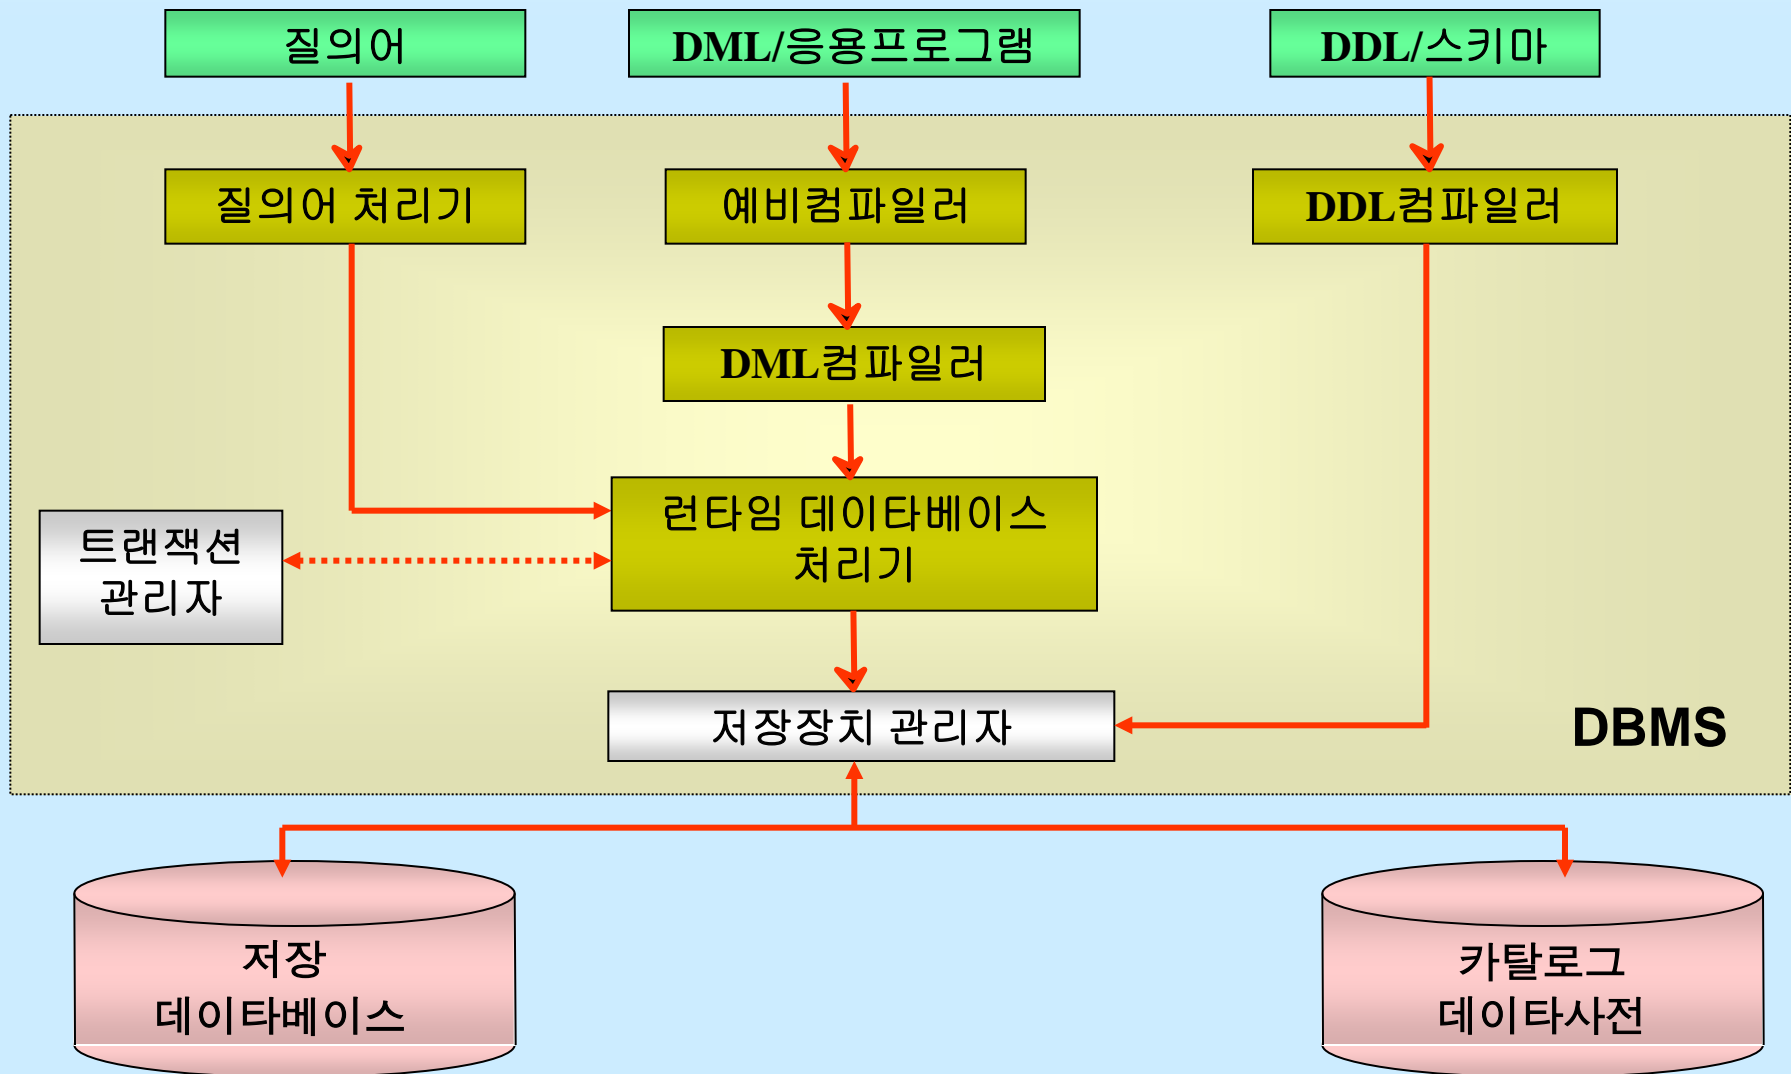 질의어
DML/응용프로그램
DDL/스키마
질의어 처리기
예비컴파일러
DDL컴파일러
DML컴파일러
런타임 데이타베이스
처리기
트랜잭션
관리자
저장장치 관리자
DBMS
저장
데이타베이스
카탈로그
데이타사전